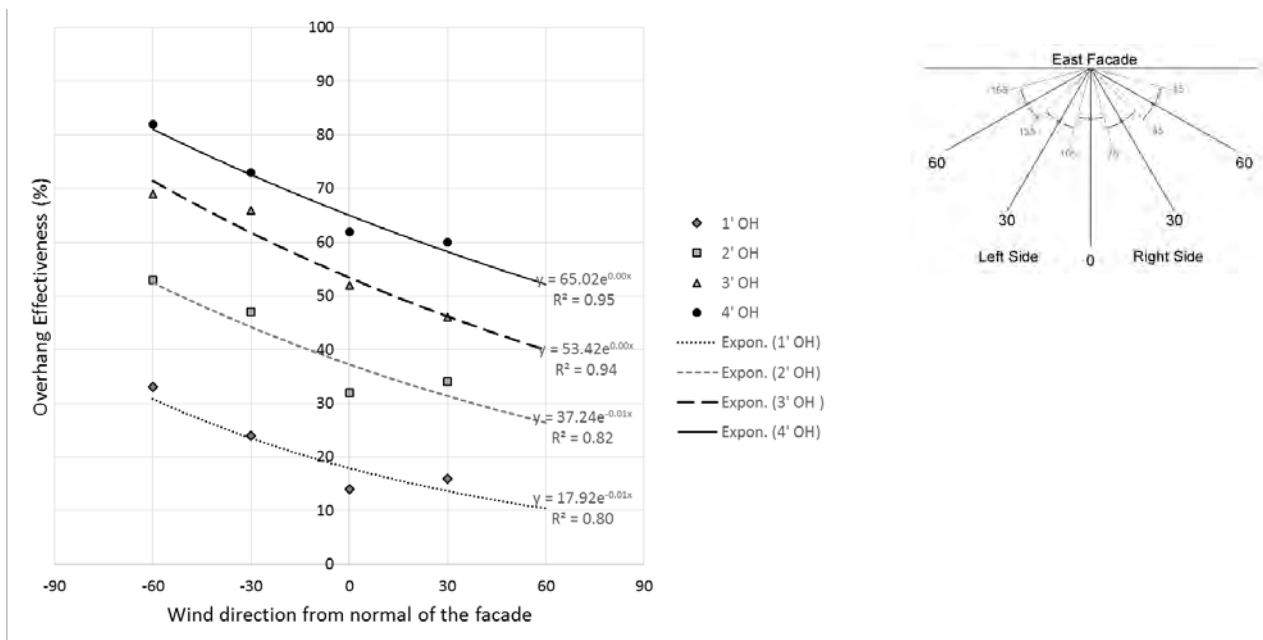 100
90
80
70
60
50
40
30
20
10
0
-90
-60
-30
0
30
60
90
Overhang Effectiveness (%)
Wind direction from normal of the facade
y = 65.02e^0.00x
R² = 0.95
y = 53.42e^0.00x
R² = 0.94
y = 37.24e^-0.01x
R² = 0.82
y = 17.92e^-0.01x
R² = 0.80
1' OH
2' OH
3' OH
4' OH
Expon. (1' OH)
Expon. (2' OH)
Expon. (3' OH )
Expon. (4' OH)
East Facade
60
60
30
30
Left Side
0
Right Side